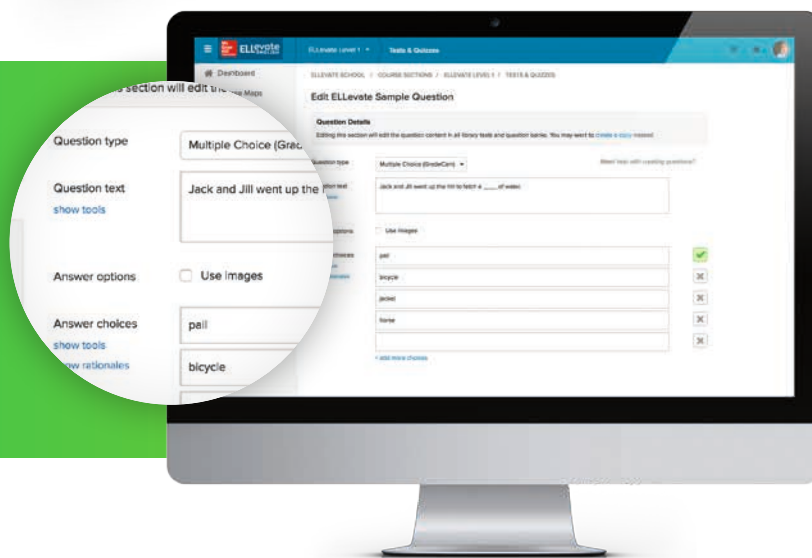 ELLevate
ELLevate Level 1
Tests & Quizzes
Dashboard
Maps
ELLEVATE SCHOOL / COURSE SECTIONS / ELLEVATE LEVEL 1 / TESTS & QUIZZES
Edit ELLevate Sample Question
Question Details
Editing this section will edit the question content in all library tests and question banks. You may want to create a copy instead.
Question type
Multiple Choice (GradeCam)
Need help with creating questions?
Jack and Jill went up the hill to fetch a ____ of water.
Use images
pail
bicycle
jacket
horse
+ add more choices
section will edit the
Question type
Multiple Choice (Grad
Question text
Jack and Jill went up the
show tools
Answer options
Use images
Answer choices
pail
show tools
show rationales
bicycle